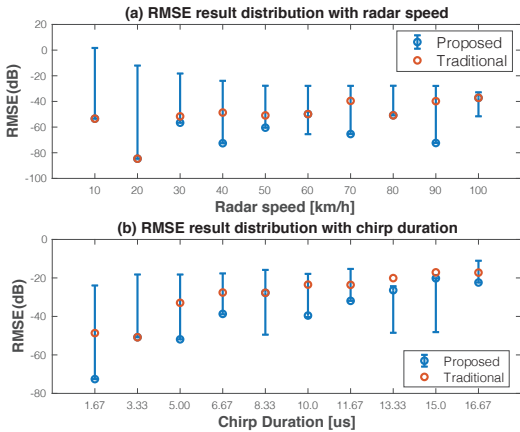 (a) RMSE result distribution with radar speed
RMSE(dB)
20
0
-20
-40
-60
-80
-100
Proposed
Traditional
10 20 30 40 50 60 70 80 90 100
Radar speed [km/h]
(b) RMSE result distribution with chirp duration
RMSE(dB)
0
-20
-40
-60
-80
Proposed
Traditional
1.67 3.33 5.00 6.67 8.33 10.0 11.67 13.33 15.0 16.67
Chirp Duration [us]